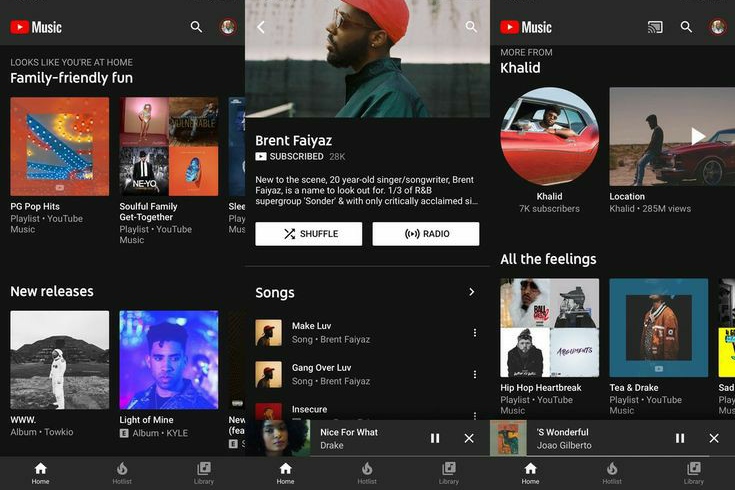 Music
LOOKS LIKE YOU'RE AT HOME
Family-friendly fun
VULNERABLE
NE-YO
PG Pop Hits
Playlist • YouTube
Music
Soulful Family
Get-Together
Playlist • YouTube
Music
Slee
Play
Mus
New releases
WWW.
Album • Towkio
Light of Mine
E Album • KYLE
New
(fea
E S
Home
Hotlist
Library
Brent Faiyaz
SUBSCRIBED 28K
New to the scene, 20 year-old singer/songwriter, Brent
Faiyaz, is a name to look out for. 1/3 of R&B
supergroup 'Sonder' & with only critically acclaimed si...
SHUFFLE
RADIO
Songs
Make Luv
Song • Brent Faiyaz
Gang Over Luv
Song • Brent Faiyaz
Insecure
Nice For What
Drake
Home
Hotlist
Library
Music
MORE FROM
Khalid
Khalid
7K subscribers
Location
Khalid • 285M views
All the feelings
ARGUMENTS
Hip Hop Heartbreak
Playlist • YouTube
Music
Tea & Drake
Playlist • YouTube
Music
Sad
Play
Mus
'S Wonderful
Joao Gilberto
Home
Hotlist
Library